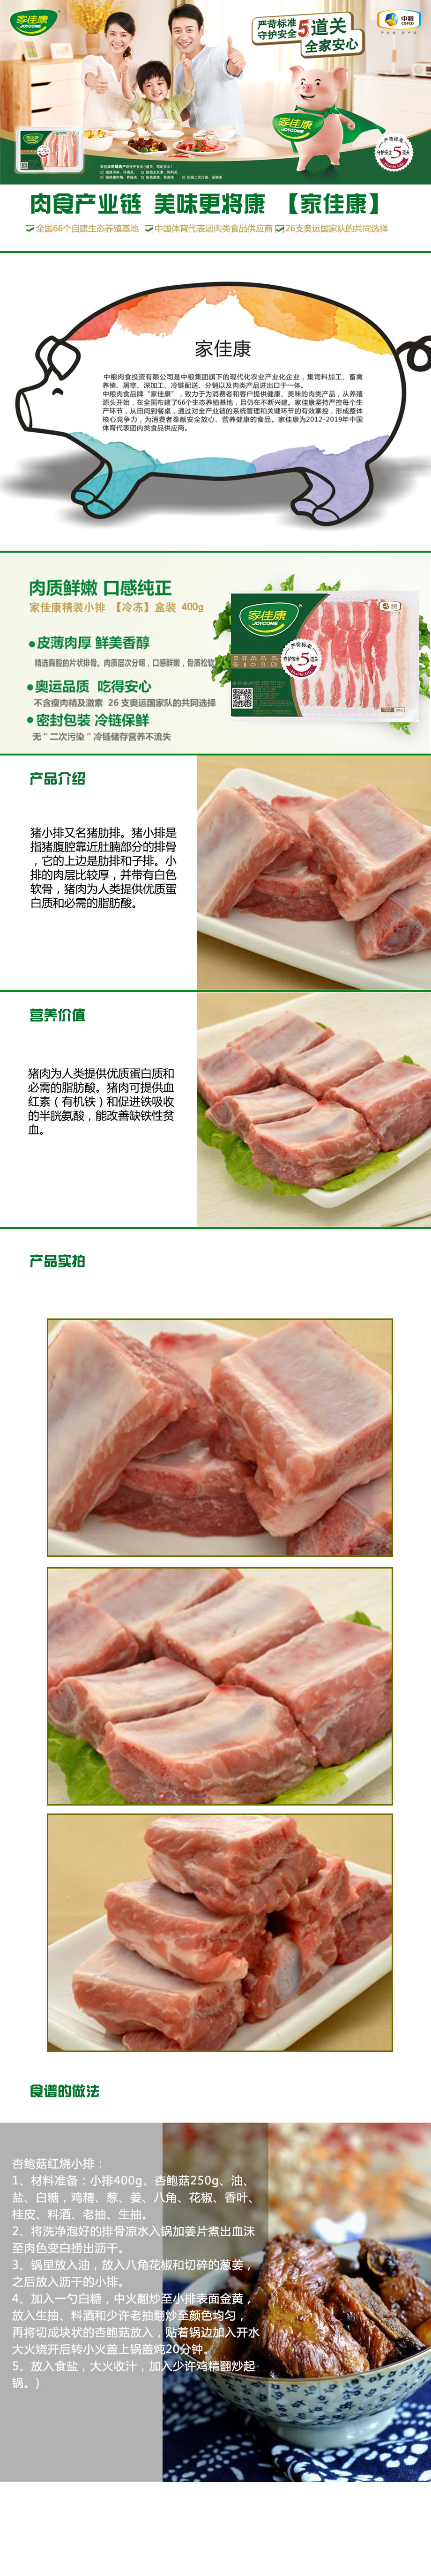 家佳康
JOYCOME
严苛标准
守护安全
5道关
全家安心
中粮
COFCO
家佳康
JOYCOME
严苛标准
守护安全5道关
肉食产业链 美味更将康 【家佳康】
全国66个自建生态养殖基地 中国体育代表团肉类食品供应商 26支奥运国家队的共同选择
家佳康
中粮肉食投资有限公司是中粮集团旗下的现代化农业产业化企业，集饲料加工、畜禽
养殖、屠宰、深加工、冷链配送、分销以及肉类产品进出口于一体。
中粮肉食品牌“家佳康”，致力于为消费者和客户提供健康、美味的肉类产品，从养殖
源头开始，在全国布建了66个生态养殖基地，且仍在不断兴建。家佳康坚持严控每个生
产环节，从田间到餐桌，通过对全产业链的系统管理和关键环节的有效掌控，形成整体
核心竞争力，为消费者奉献安全放心、营养健康的食品。家佳康为2012-2019年中国
体育代表团肉类食品供应商。
肉质鲜嫩 口感纯正
家佳康精装小排 【冷冻】盒装 400g
皮薄肉厚 鲜美香醇
精选胸腔的片状排骨，肉质层次分明，口感鲜嫩，骨质松软
奥运品质 吃得安心
不含瘦肉精及激素 26 支奥运国家队的共同选择
密封包装 冷链保鲜
无“二次污染”冷链储存营养不流失
家佳康
JOYCOME
严苛标准
守护安全5道关
产品介绍
猪小排又名猪肋排。猪小排是
指猪腹腔靠近肚腩部分的排骨
，它的上边是肋排和子排。小
排的肉层比较厚，并带有白色
软骨，猪肉为人类提供优质蛋
白质和必需的脂肪酸。
营养价值
猪肉为人类提供优质蛋白质和
必需的脂肪酸。猪肉可提供血
红素（有机铁）和促进铁吸收
的半胱氨酸，能改善缺铁性贫
血。
产品实拍
食谱的做法
杏鲍菇红烧小排：
1、材料准备：小排400g、杏鲍菇250g、油、
盐、白糖，鸡精、葱、姜、八角、花椒、香叶、
桂皮、料酒、老抽、生抽。
2、将洗净泡好的排骨凉水入锅加姜片煮出血沫
至肉色变白捞出沥干。
3、锅里放入油，放入八角花椒和切碎的葱姜，
之后放入沥干的小排。
4、加入一勺白糖，中火翻炒至小排表面金黄，
放入生抽、料酒和少许老抽翻炒至颜色均匀，
再将切成块状的杏鲍菇放入，贴着锅边加入开水
大火烧开后转小火盖上锅盖炖20分钟。
5、放入食盐，大火收汁，加入少许鸡精翻炒起
锅。)